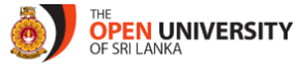 THE
OPEN UNIVERSITY
OF SRI LANKA